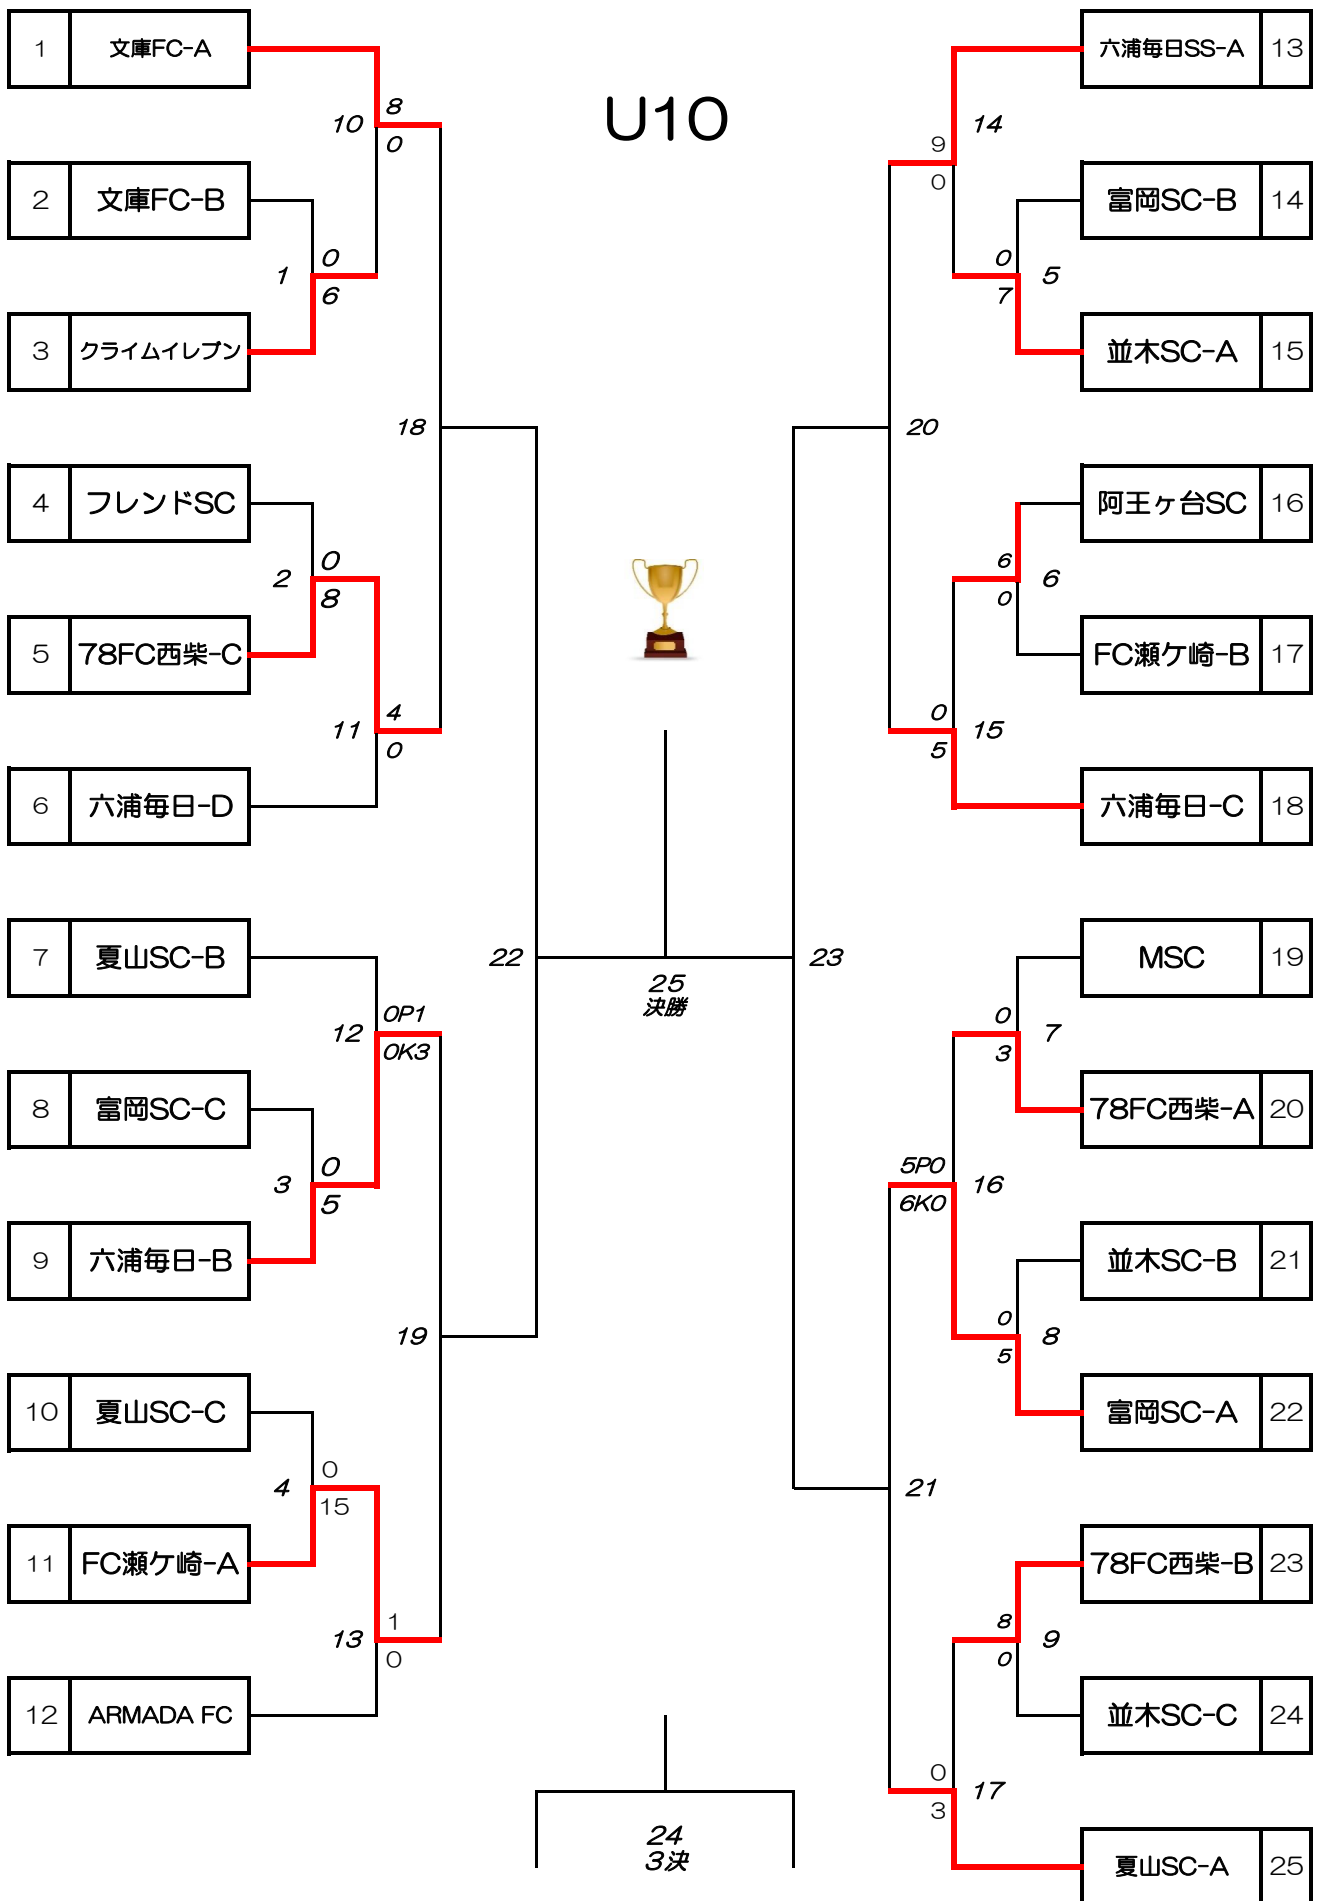 U10
1 文庫FC-A
8
10
0
2 文庫FC-B
0
1
6
3 クライムイレブン
18
4 フレンドSC
0
2
8
5 78FC西柴-C
4
11
0
6 六浦毎日-D
7 夏山SC-B
22
0P1
12
0K3
8 富岡SC-C
0
3
5
9 六浦毎日-B
19
10 夏山SC-C
0
4
15
11 FC瀬ケ崎-A
1
13
0
12 ARMADA FC
25
決勝
24
3決
六浦毎日SS-A 13
14
9
0
富岡SC-B 14
0
5
7
並木SC-A 15
20
阿王ヶ台SC 16
6
6
0
FC瀬ケ崎-B 17
0
15
5
六浦毎日-C 18
23
MSC 19
0
7
3
78FC西柴-A 20
5P0
16
6K0
並木SC-B 21
0
8
5
富岡SC-A 22
21
78FC西柴-B 23
8
9
0
並木SC-C 24
0
17
3
夏山SC-A 25